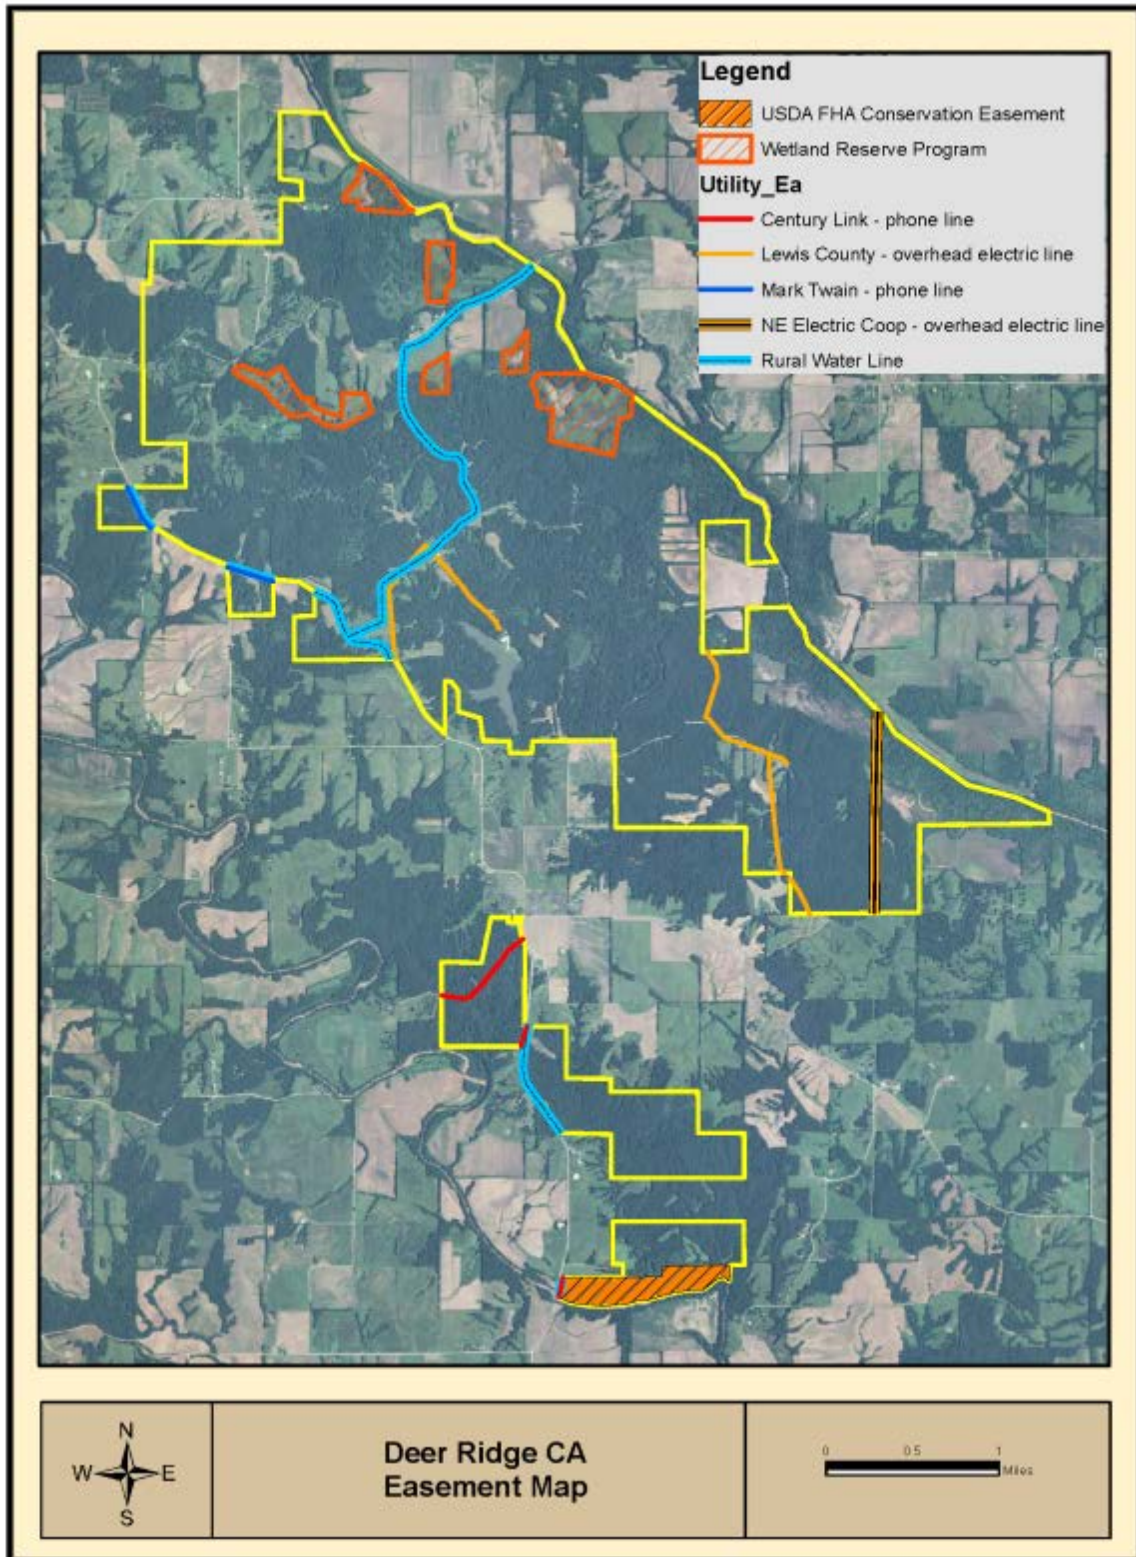 Legend
USDA FHA Conservation Easement
Wetland Reserve Program
Utility_Ea
Century Link - phone line
Lewis County - overhead electric line
Mark Twain - phone line
NE Electric Coop - overhead electric line
Rural Water Line
N
W E
S
Deer Ridge CA
Easement Map
0 0.5 1
Miles